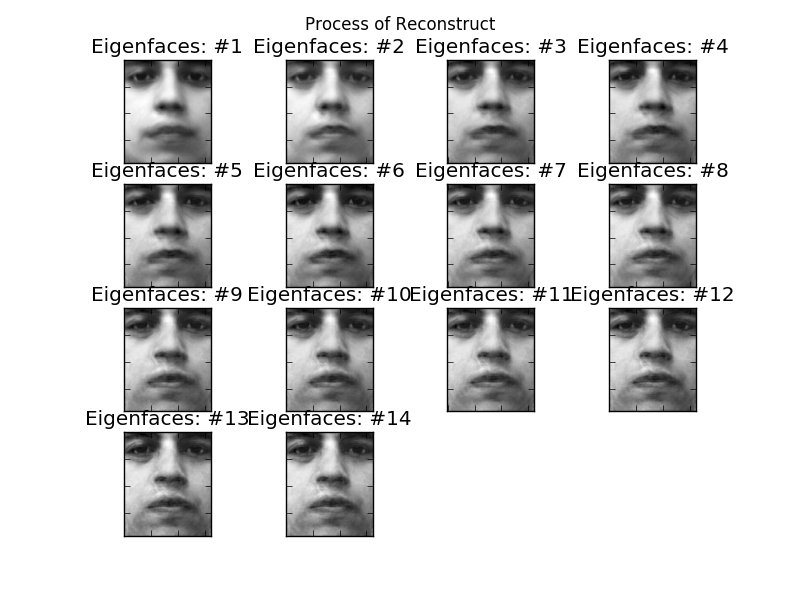 Process of Reconstruct
Eigenfaces: #1 Eigenfaces: #2 Eigenfaces: #3 Eigenfaces: #4
Eigenfaces: #5 Eigenfaces: #6 Eigenfaces: #7 Eigenfaces: #8
Eigenfaces: #9 Eigenfaces: #10 Eigenfaces: #11 Eigenfaces: #12
Eigenfaces: #13 Eigenfaces: #14